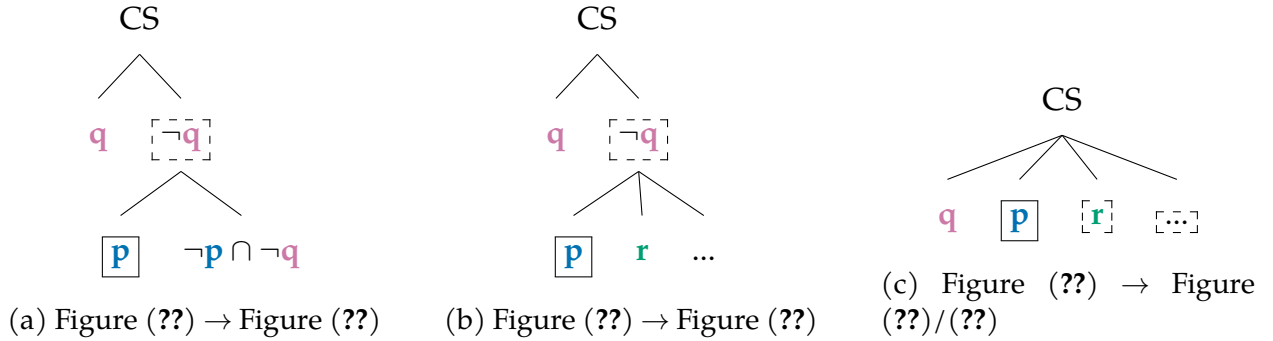 CS
q ¬q
p ¬p ∩ ¬q
(a) Figure (??) → Figure (??)
CS
q ¬q
p r ...
(b) Figure (??) → Figure (??)
CS
q p r ...
(c) Figure (??) → Figure
(??)/(??)